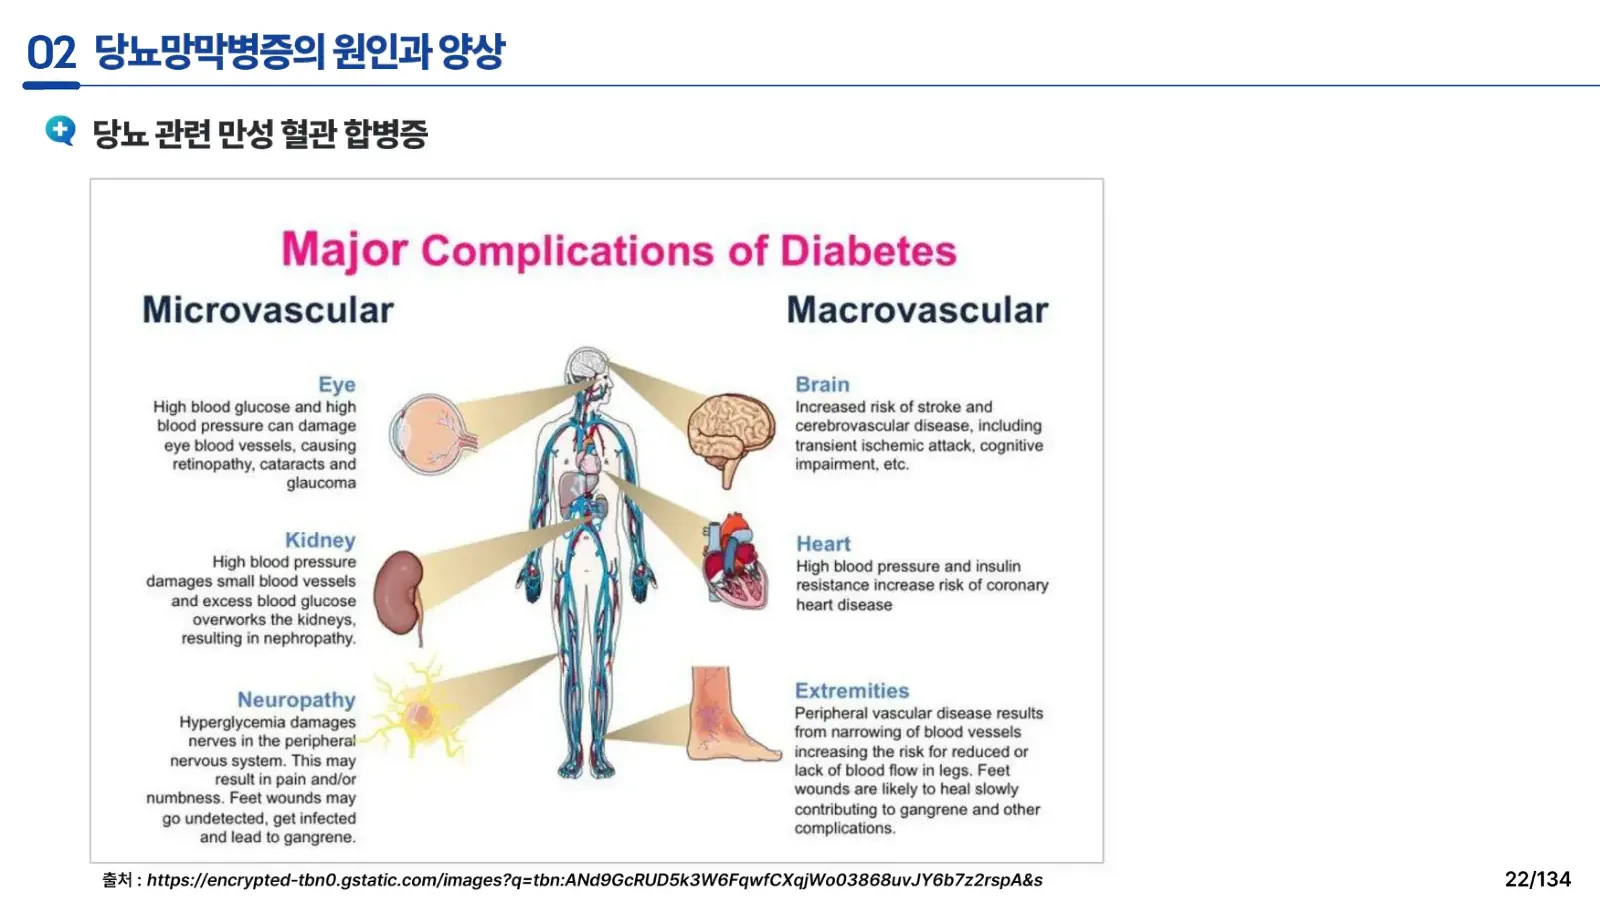 02 당뇨망막병증의 원인과 양상
당뇨 관련 만성 혈관 합병증
Major Complications of Diabetes
Microvascular
Macrovascular
Eye
High blood glucose and high
blood pressure can damage
eye blood vessels, causing
retinopathy, cataracts and
glaucoma
Kidney
High blood pressure
damages small blood vessels
and excess blood glucose
overworks the kidneys,
resulting in nephropathy.
Neuropathy
Hyperglycemia damages
nerves in the peripheral
nervous system. This may
result in pain and/or
numbness. Feet wounds may
go undetected, get infected
and lead to gangrene.
Brain
Increased risk of stroke and
cerebrovascular disease, including
transient ischemic attack, cognitive
impairment, etc.
Heart
High blood pressure and insulin
resistance increase risk of coronary
heart disease
Extremities
Peripheral vascular disease results
from narrowing of blood vessels
increasing the risk for reduced or
lack of blood flow in legs. Feet
wounds are likely to heal slowly
contributing to gangrene and other
complications.
출처 : https://encrypted-tbn0.gstatic.com/images?q=tbn:ANd9GcRUD5k3W6FqwfCXqjWo03868uvJY6b7z2rspA&s
22/134